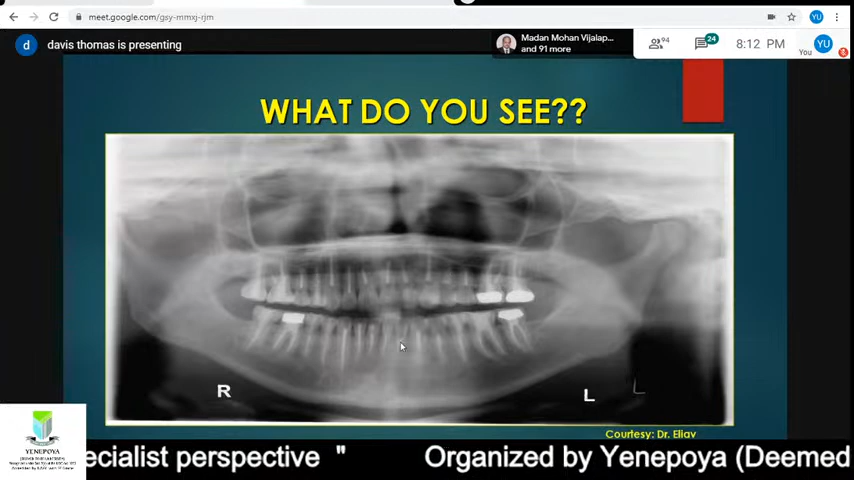 meet.google.com/gsy-mmxj-rjm
YU
d
davis thomas is presenting
Madan Mohan Vijalap...
and 91 more
94
24
8:12 PM
You
YU
WHAT DO YOU SEE??
R
L
L
Courtesy: Dr. Eliav
YENEPOYA
ecialist perspective " Organized by Yenepoya (Deemed